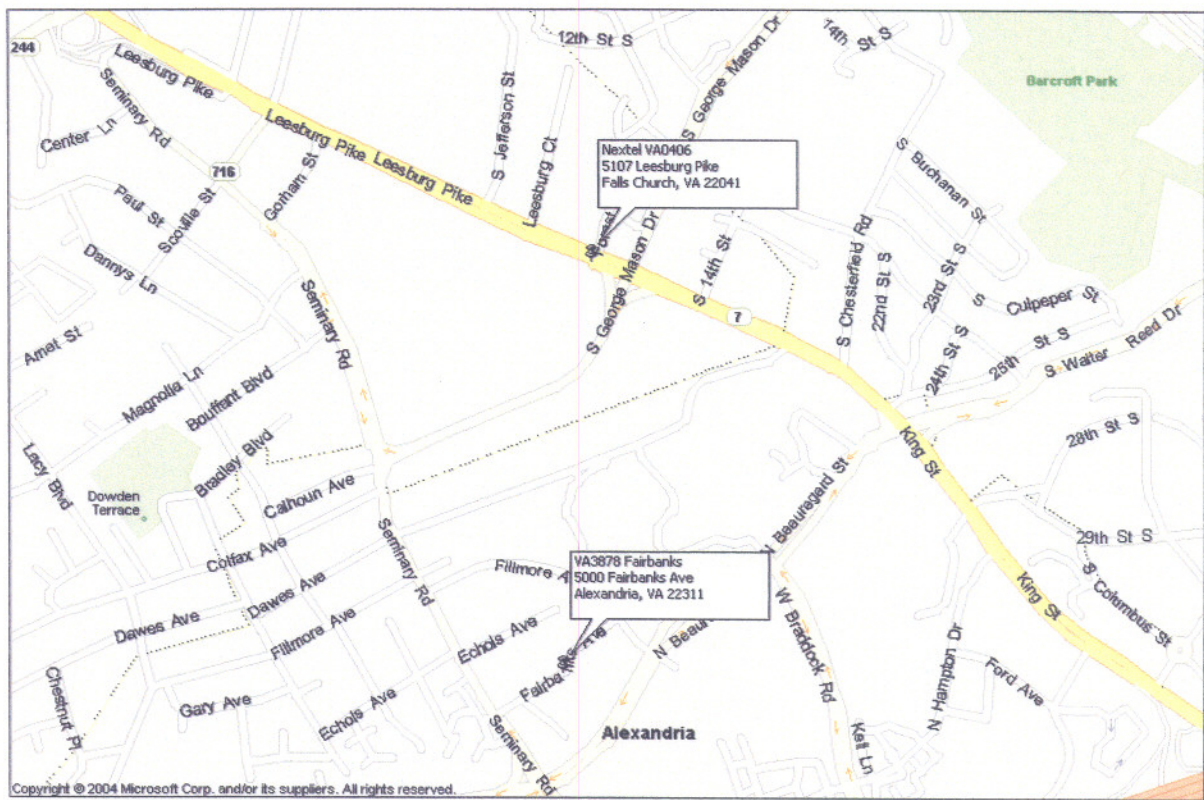 244
Leesburg Pike
Seminary Rd
Center Ln
716
Paul St
Scoville St
Gorham St
Dannys Ln
Leesburg Pike
Leesburg Pike
S Jefferson St
Leesburg Ct
12th St S
S George Mason Dr
14th St S
Barcroft Park
Nextel VA0406
5107 Leesburg Pike
Falls Church, VA 22041
S Buchanan St
S George Mason Dr
S George Mason Dr
S 14th St
7
S Chesterfield Rd
22nd St S
23rd St S
S Culpeper St
24th St S
25th St S
S Walter Reed Dr
Seminary Rd
Arnet St
Magnolia Ln
Bouffant Blvd
Bradley Blvd
Lacy Blvd
Dowden
Terrace
Calhoun Ave
Colfax Ave
Dawes Ave
Dawes Ave
Fillmore Ave
Seminary Rd
Gary Ave
Echols Ave
Chestnut Pl
King St
28th St S
29th St S
S Columbus St
King St
N Beauregard St
VA3878 Fairbanks
5000 Fairbanks Ave
Alexandria, VA 22311
Fillmore
Echols Ave
N
W Braddock Rd
N Hampton Dr
Ford Ave
Kell Ln
Seminary Rd
Alexandria
Copyright © 2004 Microsoft Corp. and/or its suppliers. All rights reserved.